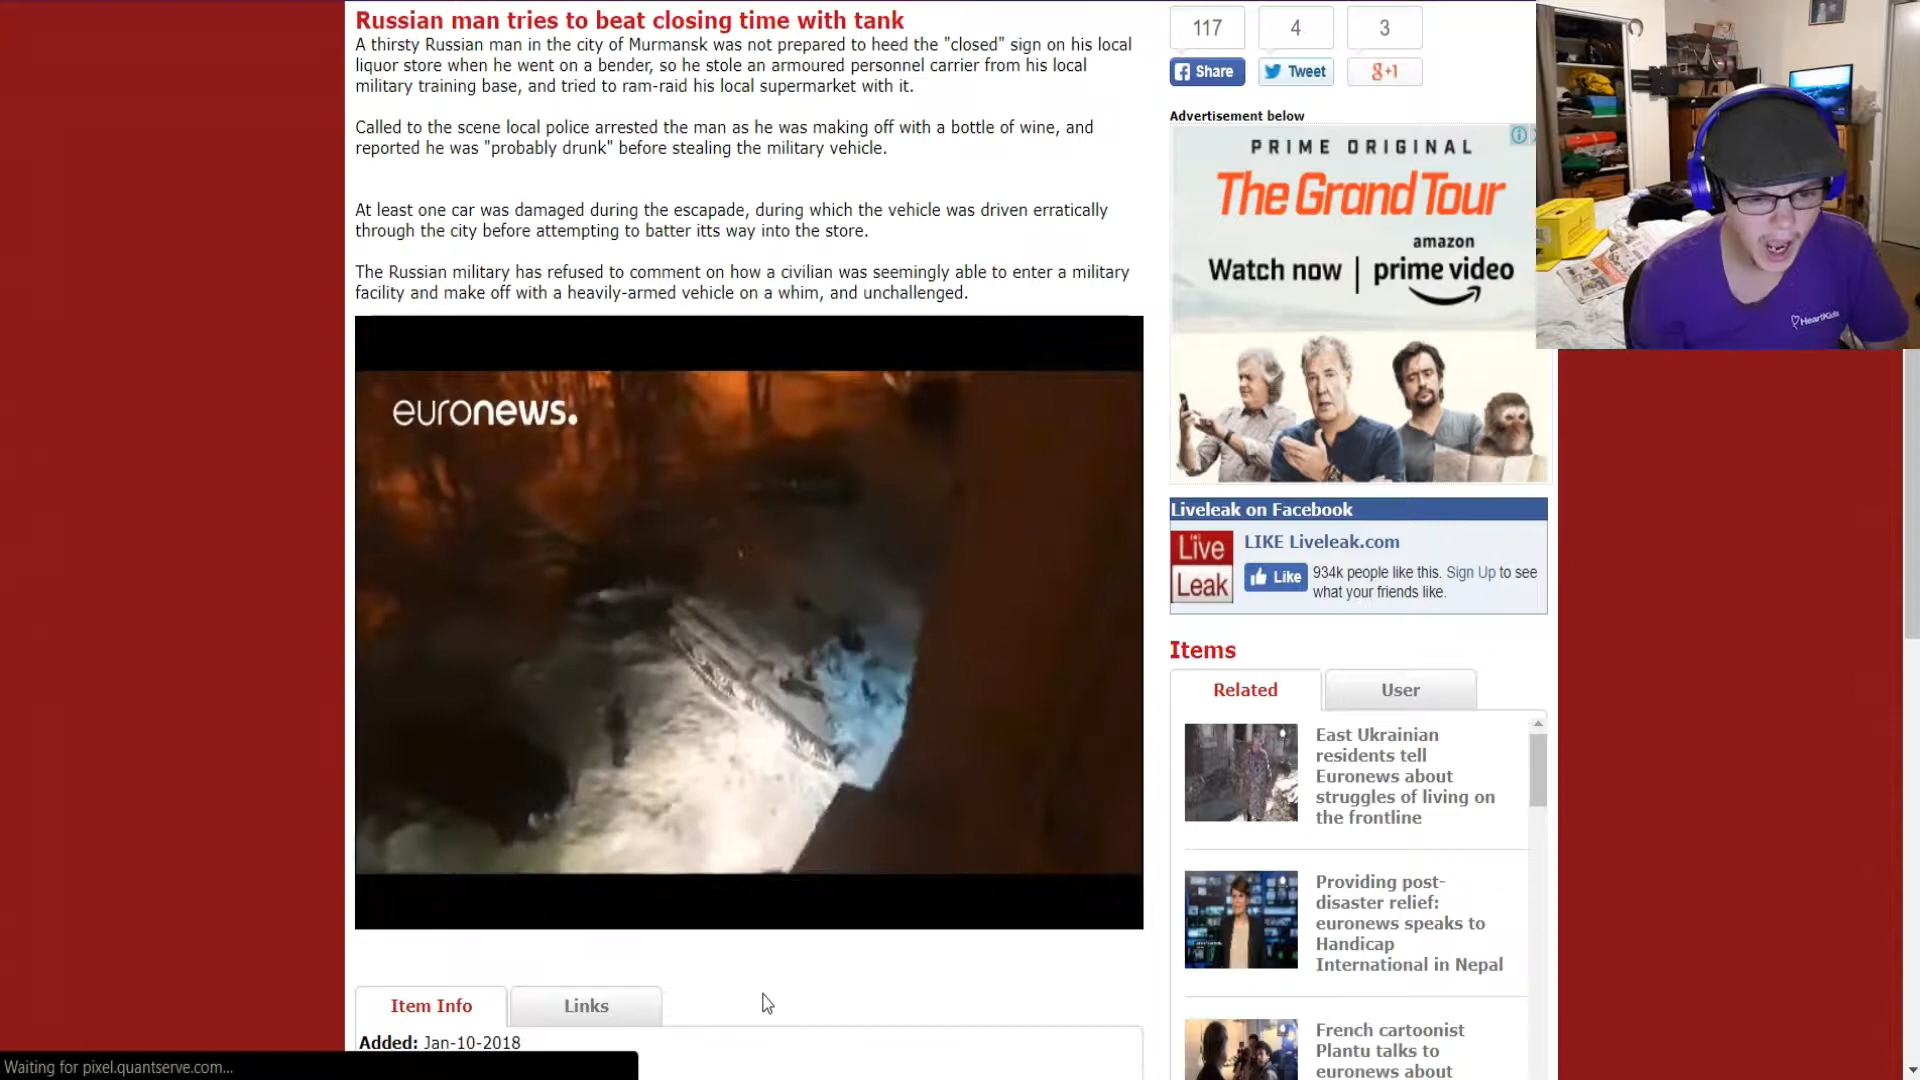 Russian man tries to beat closing time with tank
A thirsty Russian man in the city of Murmansk was not prepared to heed the "closed" sign on his local
liquor store when he went on a bender, so he stole an armoured personnel carrier from his local
military training base, and tried to ram-raid his local supermarket with it.
Called to the scene local police arrested the man as he was making off with a bottle of wine, and
reported he was "probably drunk" before stealing the military vehicle.
At least one car was damaged during the escapade, during which the vehicle was driven erratically
through the city before attempting to batter itts way into the store.
The Russian military has refused to comment on how a civilian was seemingly able to enter a military
facility and make off with a heavily-armed vehicle on a whim, and unchallenged.
euronews.
Item Info
Links
Added: Jan-10-2018
Waiting for pixel.quantserve.com...
117
4
3
Share
Tweet
g+1
Advertisement below
PRIME ORIGINAL
The Grand Tour
Watch now | amazon
prime video
Liveleak on Facebook
Live
Leak
LIKE Liveleak.com
Like
934k people like this. Sign Up to see
what your friends like.
Items
Related
User
East Ukrainian
residents tell
Euronews about
struggles of living on
the frontline
Providing post-
disaster relief:
euronews speaks to
Handicap
International in Nepal
French cartoonist
Plantu talks to
euronews about
HeartKids